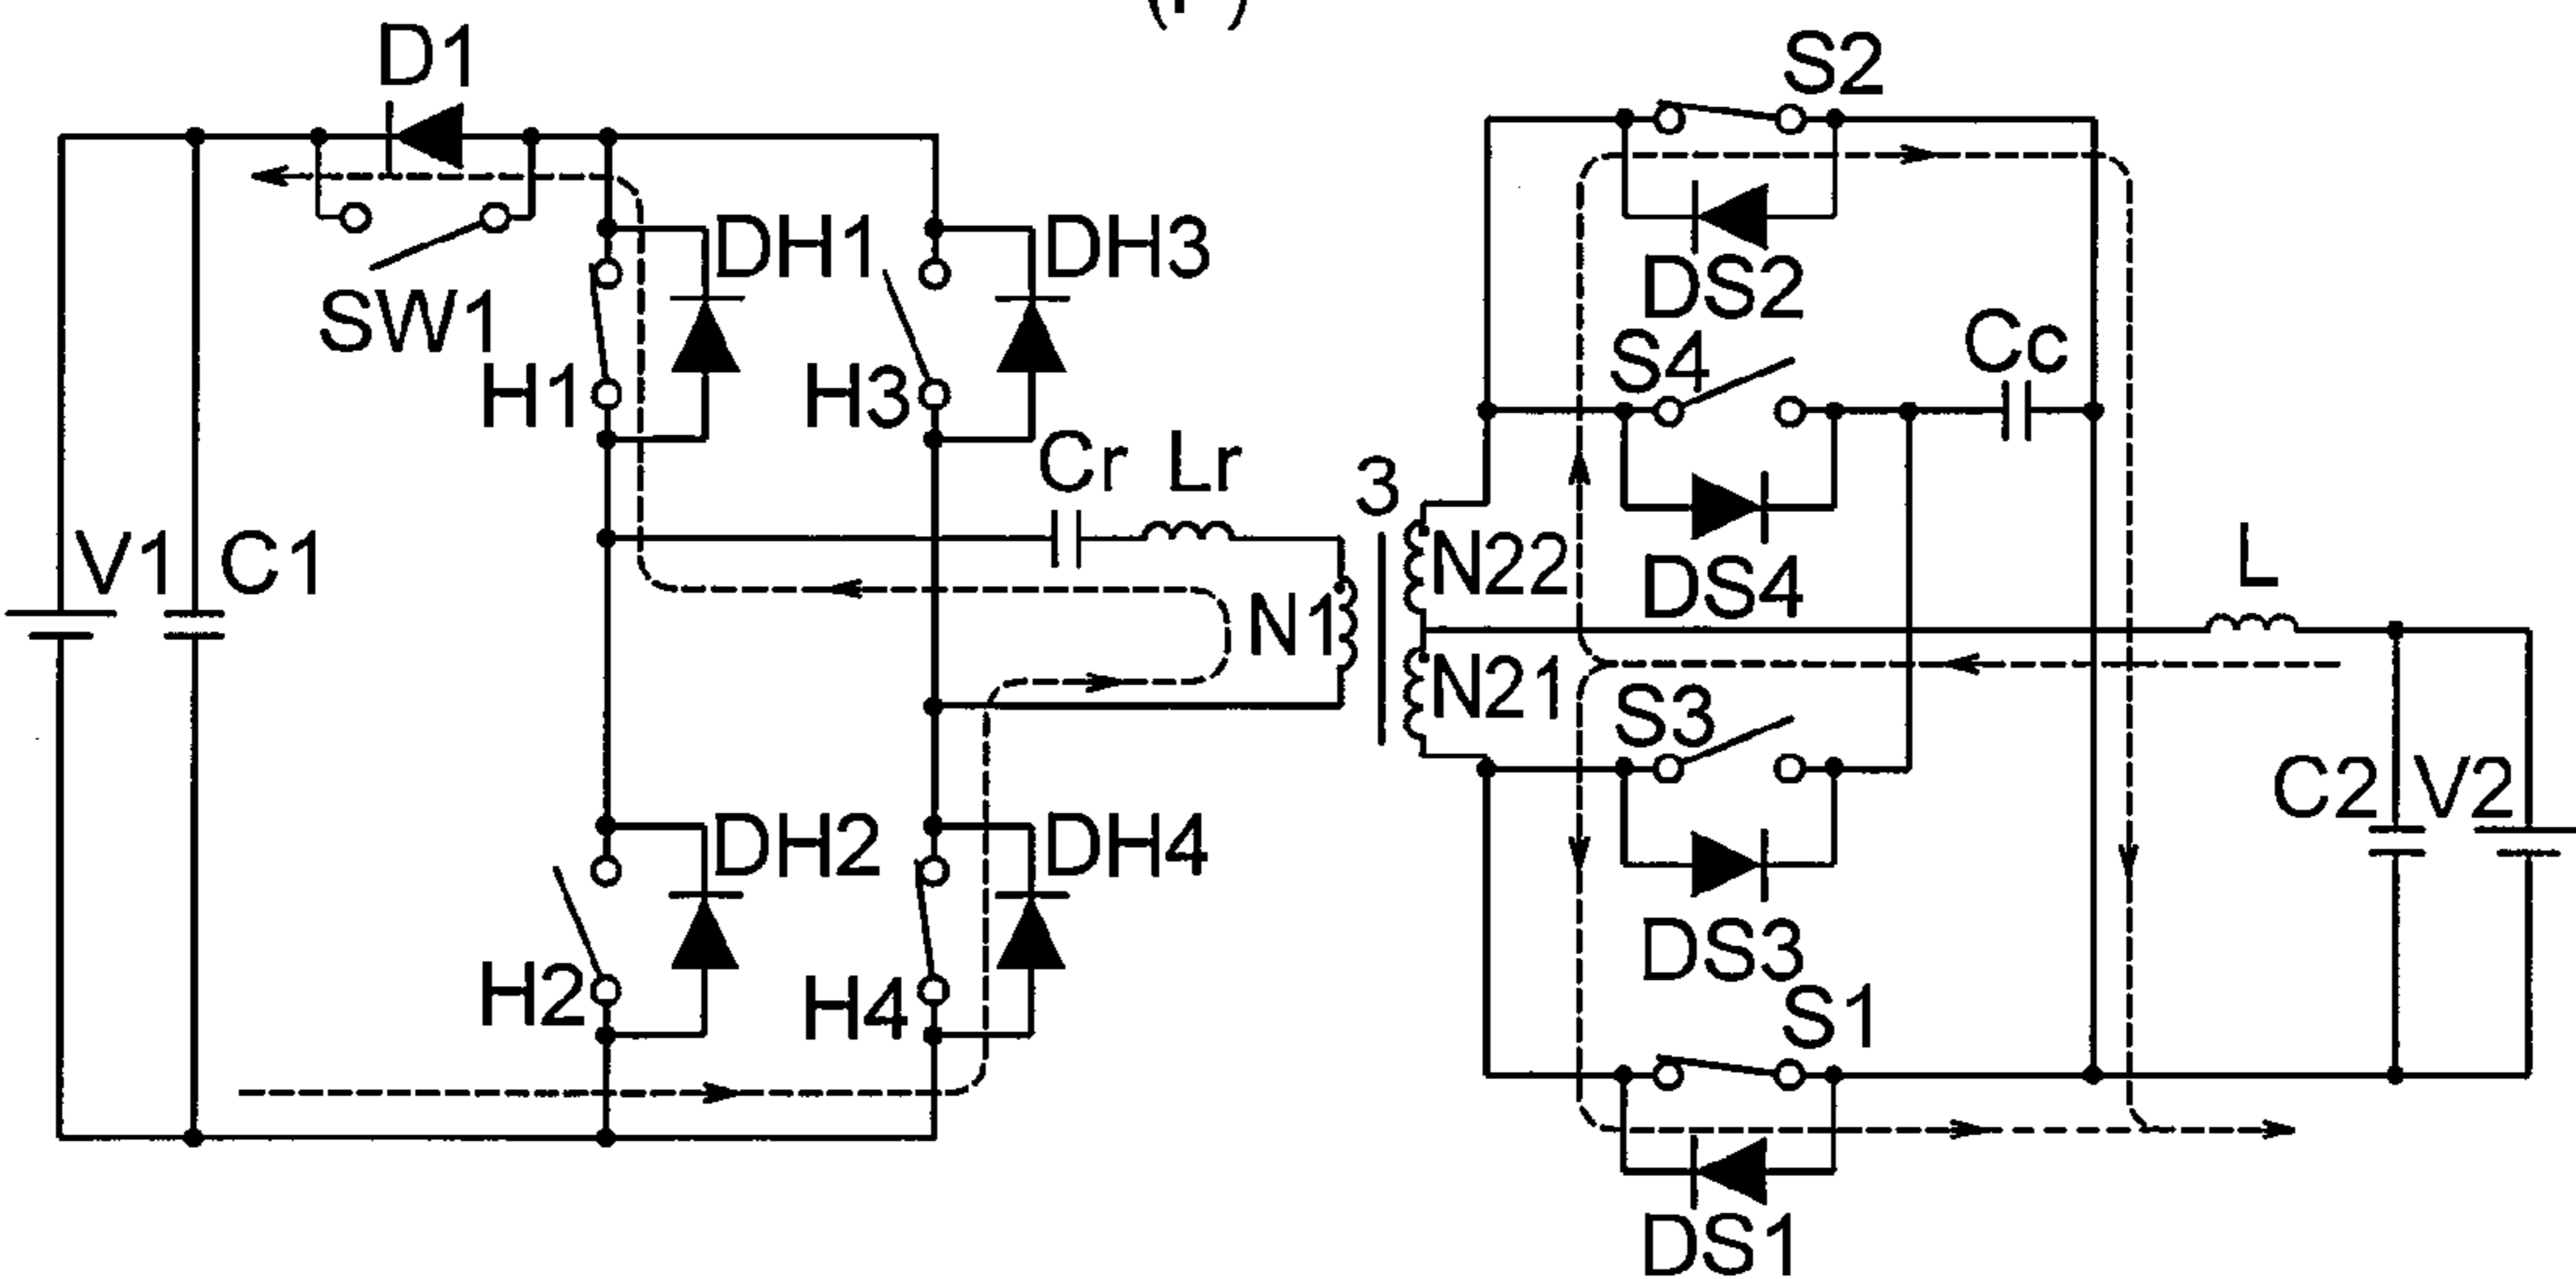 D1
S2
DH1
DH3
DS2
SW1
H1
H3
S4
Cc
Cr
Lr
3
V1
C1
N1
N22
DS4
L
N21
S3
C2
V2
DH2
DH4
DS3
H2
H4
S1
DS1